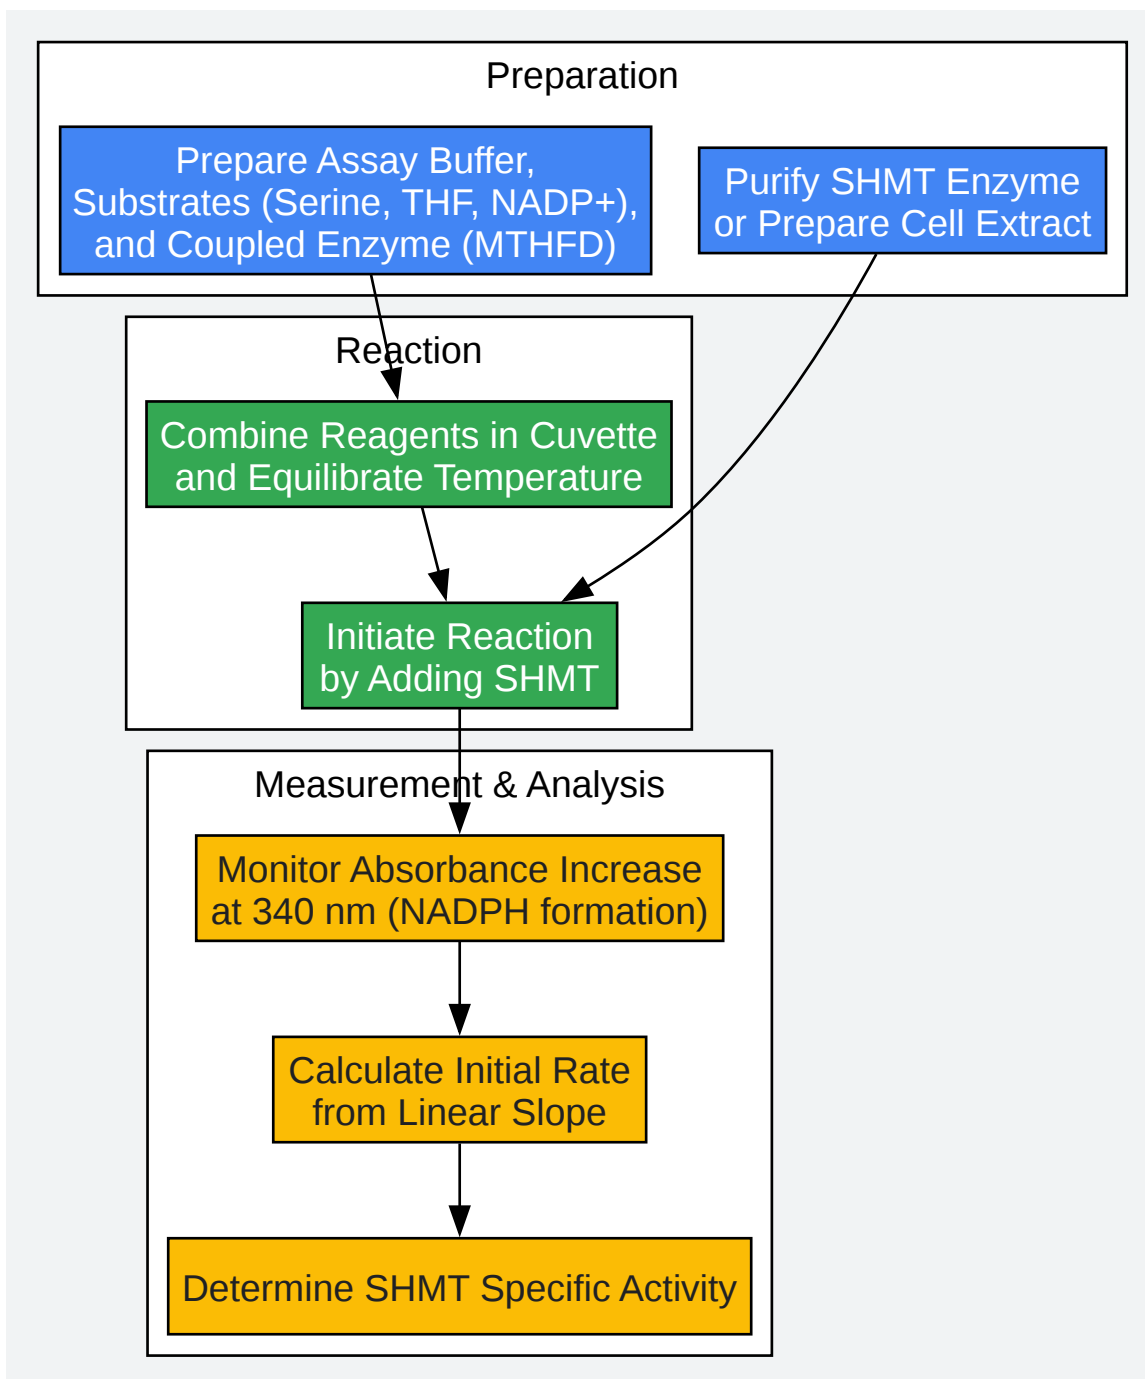 Preparation
Prepare Assay Buffer,
Substrates (Serine, THF, NADP+),
and Coupled Enzyme (MTHFD)
Purify SHMT Enzyme
or Prepare Cell Extract
Reaction
Combine Reagents in Cuvette
and Equilibrate Temperature
Initiate Reaction
by Adding SHMT
Measurement & Analysis
Monitor Absorbance Increase
at 340 nm (NADPH formation)
Calculate Initial Rate
from Linear Slope
Determine SHMT Specific Activity